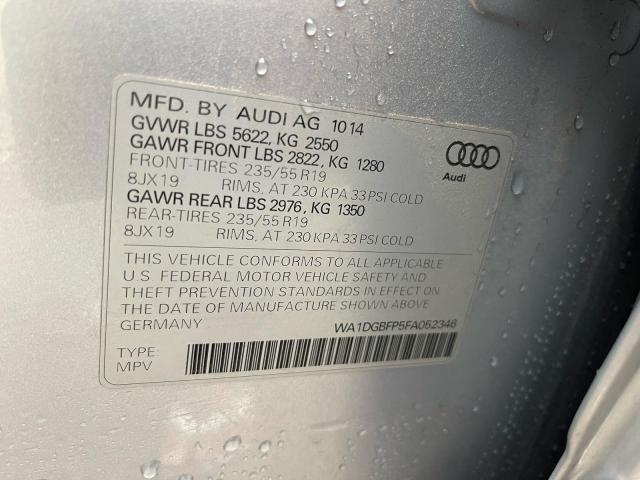 MFD. BY AUDI AG 10 14
GVWR LBS 5622, KG 2550
GAWR FRONT LBS 2822, KG 1280
FRONT-TIRES 235/55 R19
8JX19 RIMS, AT 230 KPA 33 PSI COLD
GAWR REAR LBS 2976, KG 1350
REAR-TIRES 235/55 R19
8JX19 RIMS, AT 230 KPA 33 PSI COLD
Audi
THIS VEHICLE CONFORMS TO ALL APPLICABLE
U.S. FEDERAL MOTOR VEHICLE SAFETY AND
THEFT PREVENTION STANDARDS IN EFFECT ON
THE DATE OF MANUFACTURE SHOWN ABOVE
GERMANY WA1DGBFP5FA052346
TYPE:
MPV